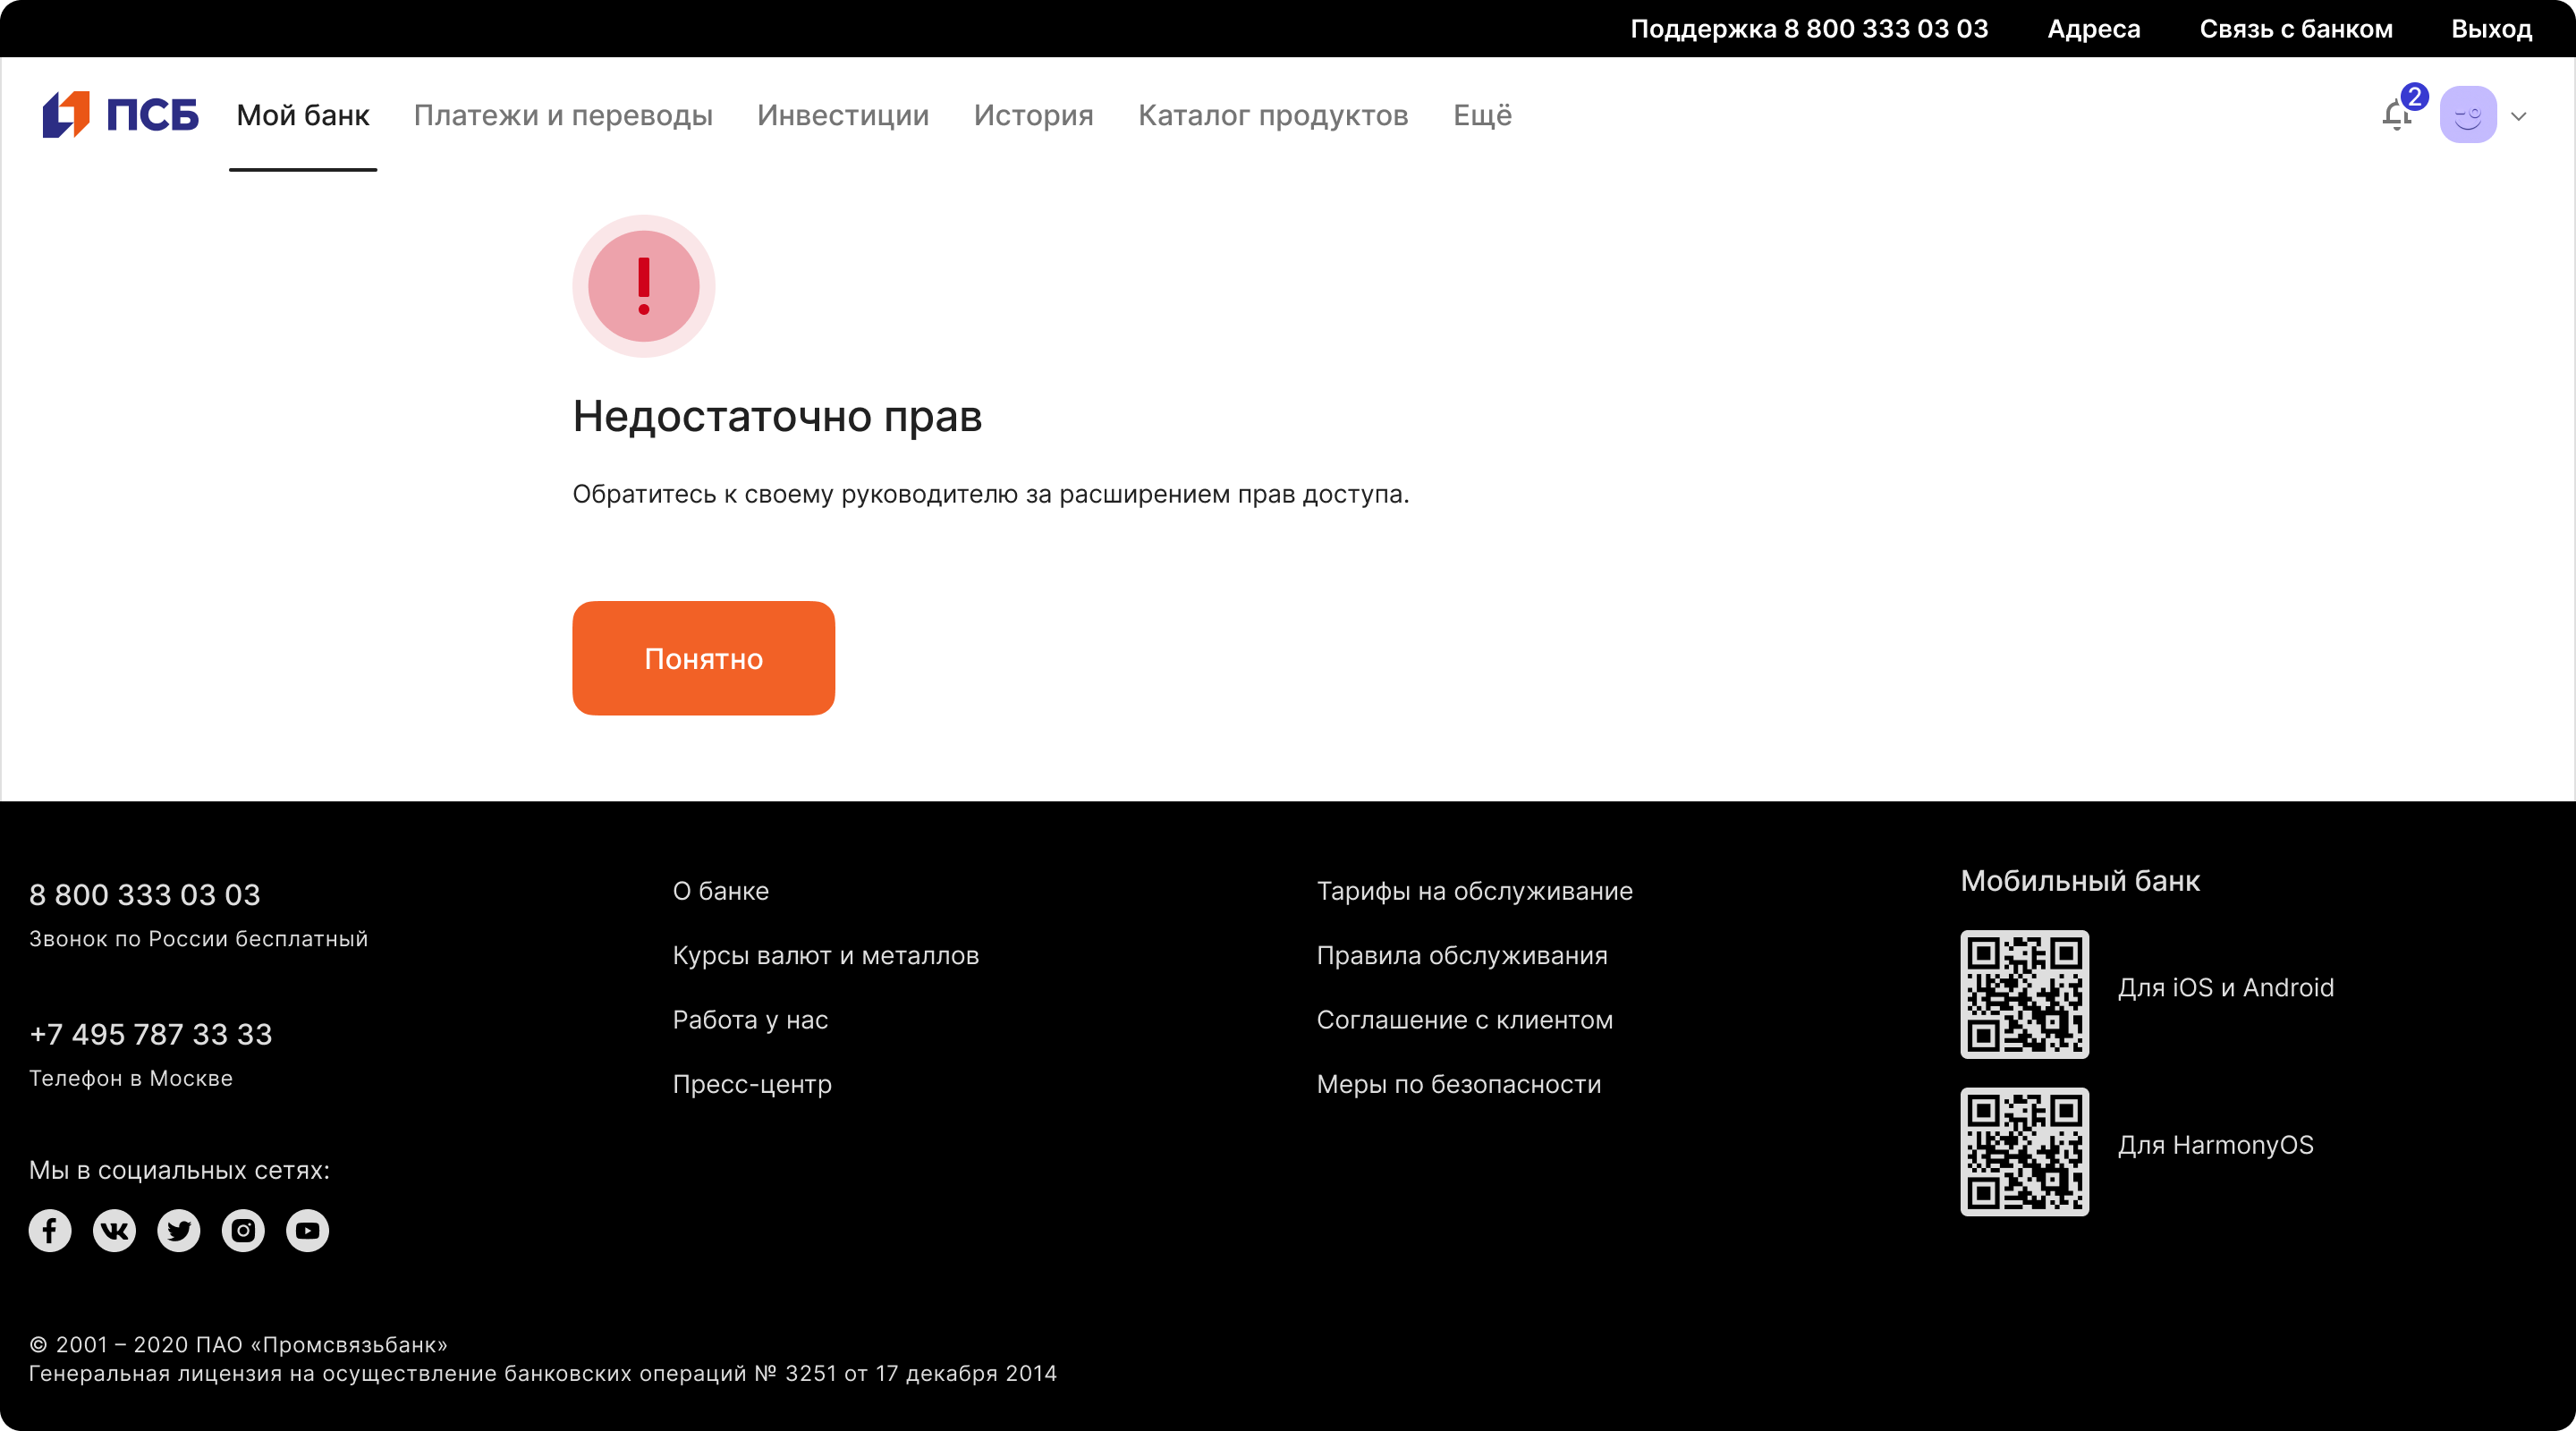 Поддержка 8 800 333 03 03 Адреса Связь с банком Выход
ПСБ Мой банк Платежи и переводы Инвестиции История Каталог продуктов Ещё 2
Недостаточно прав
Обратитесь к своему руководителю за расширением прав доступа.
Понятно
8 800 333 03 03
Звонок по России бесплатный
+7 495 787 33 33
Телефон в Москве
Мы в социальных сетях:
О банке
Курсы валют и металлов
Работа у нас
Пресс-центр
Тарифы на обслуживание
Правила обслуживания
Соглашение с клиентом
Меры по безопасности
Мобильный банк
Для iOS и Android
Для HarmonyOS
© 2001 – 2020 ПАО «Промсвязьбанк»
Генеральная лицензия на осуществление банковских операций № 3251 от 17 декабря 2014